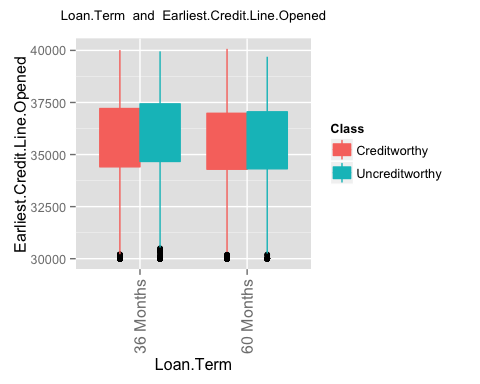 Loan.Term and Earliest.Credit.Line.Opened
Earliest.Credit.Line.Opened
40000
37500
35000
32500
30000
36 Months
60 Months
Loan.Term
Class
Creditworthy
Uncreditworthy